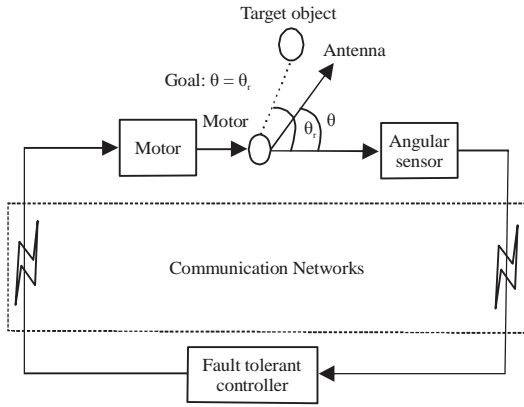 Target object
Antenna
Goal: θ = θr
Motor
θr
θ
Motor
Angular
sensor
Communication Networks
Fault tolerant
controller